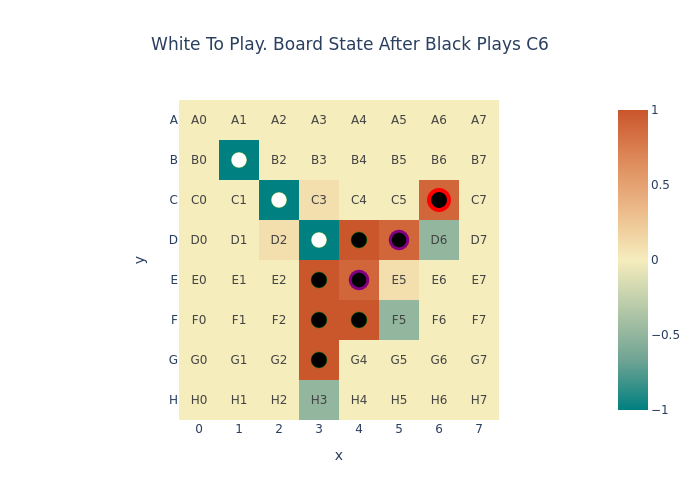 White To Play. Board State After Black Plays C6
A A0 A1 A2 A3 A4 A5 A6 A7
B B0 B2 B3 B4 B5 B6 B7
C C0 C1 C3 C4 C5 C7
D D0 D1 D2 D6 D7
E E0 E1 E2 E5 E6 E7
F F0 F1 F2 F5 F6 F7
G G0 G1 G2 G4 G5 G6 G7
H H0 H1 H2 H3 H4 H5 H6 H7
0 1 2 3 4 5 6 7
x
y
1
0.5
0
−0.5
−1